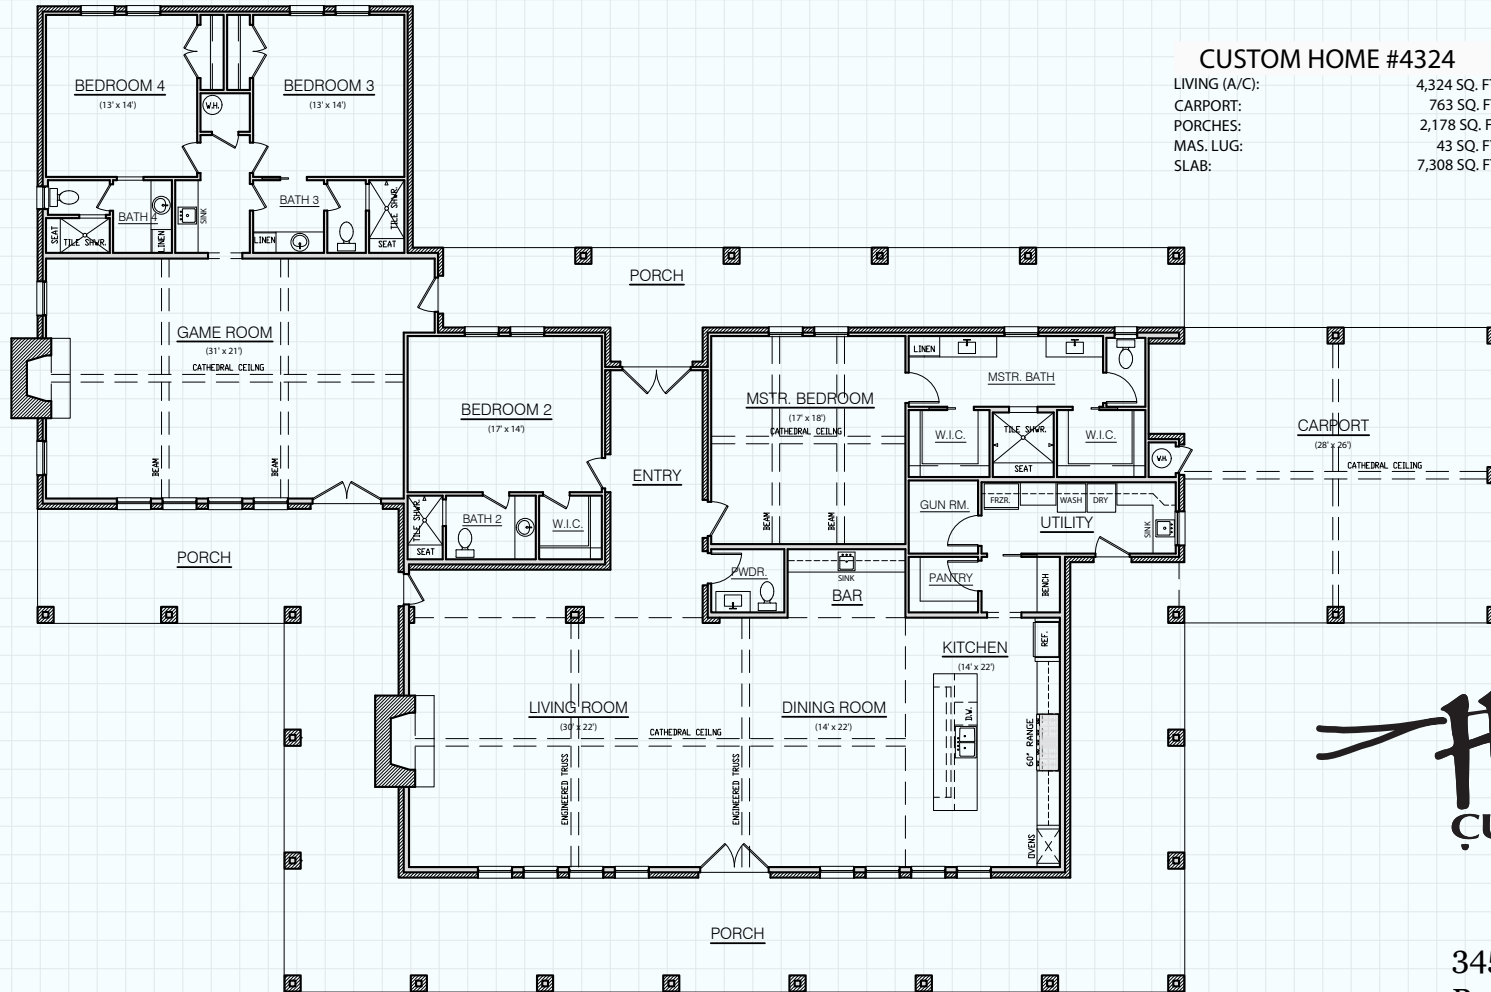 CUSTOM HOME #4324
LIVING (A/C): 4,324 SQ. F
CARPORT: 763 SQ. F
PORCHES: 2,178 SQ. F
MAS. LUG: 43 SQ. F
SLAB: 7,308 SQ. F
BEDROOM 4
(13' x 14')
BEDROOM 3
(13' x 14')
W.H.
BATH 4
SEAT
TILE SHWR.
LINEN
SINK
BATH 3
LINEN
TILE SHWR.
SEAT
PORCH
GAME ROOM
(31' x 21')
CATHEDRAL CEILNG
BEAM
BEAM
BEDROOM 2
(17' x 14')
ENTRY
MSTR. BEDROOM
(17' x 18')
CATHEDRAL CEILNG
BEAM
BEAM
LINEN
MSTR. BATH
W.I.C.
TILE SHWR.
SEAT
W.I.C.
W.H.
CARPORT
(28' x 26')
CATHEDRAL CEILING
GUN RM.
FRZR.
WASH
DRY
UTILITY
SINK
TILE SHWR.
SEAT
BATH 2
W.I.C.
PORCH
PWDR.
SINK
BAR
PANTRY
BENCH
KITCHEN
(14' x 22')
REF.
D.W.
60" RANGE
OVENS
LIVING ROOM
(30' x 22')
CATHEDRAL CEILNG
ENGINEERED TRUSS
ENGINEERED TRUSS
DINING ROOM
(14' x 22')
PORCH
CU
345